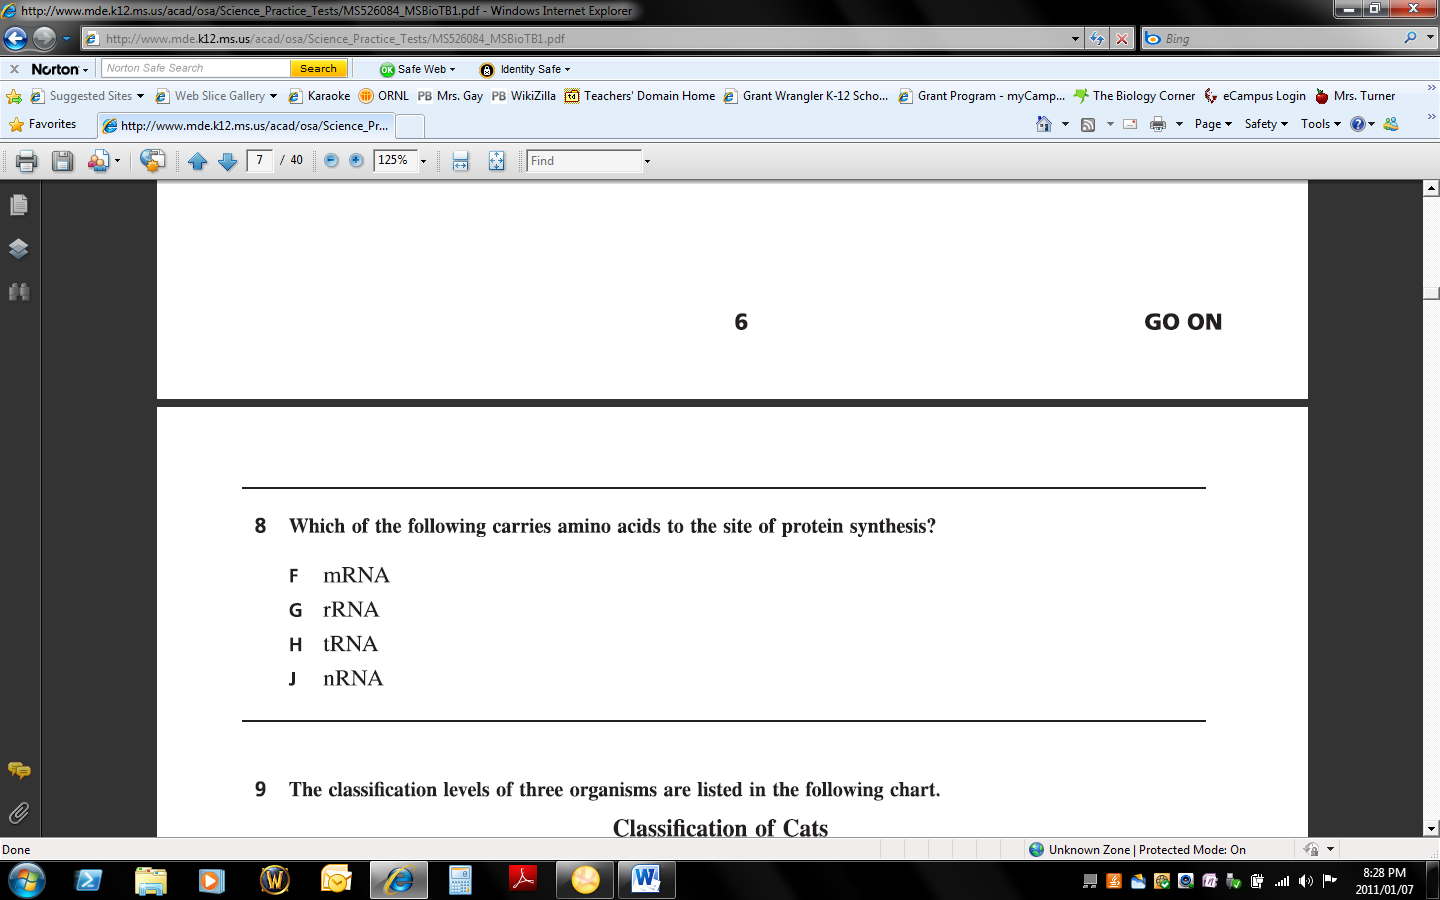 http://www.mde.k12.ms.us/acad/osa/Science_Practice_Tests/MS526084_MSBioTB1.pdf - Windows Internet Explorer
http://www.mde.k12.ms.us/acad/osa/Science_Practice_Tests/MS526084_MSBioTB1.pdf Bing
x Norton Norton Safe Search Search OK Safe Web Identity Safe
Suggested Sites Web Slice Gallery Karaoke ORNL PB Mrs. Gay PB WikiZilla td Teachers' Domain Home Grant Wrangler K-12 Scho... Grant Program - myCamp... The Biology Corner eCampus Login Mrs. Turner
Favorites http://www.mde.k12.ms.us/acad/osa/Science_Pr... Page Safety Tools
7 / 40 125% Find
6 GO ON
8 Which of the following carries amino acids to the site of protein synthesis?
F mRNA
G rRNA
H tRNA
J nRNA
9 The classification levels of three organisms are listed in the following chart.
Classification of Cats
Done Unknown Zone | Protected Mode: On
8:28 PM
2011/01/07